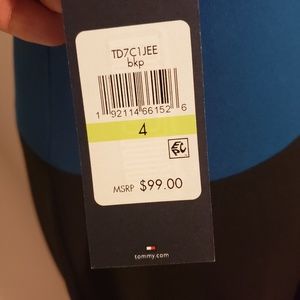 TD7C1JEE
bkp
1 92114 66152 6
4
MSRP $99.00
tommy.com